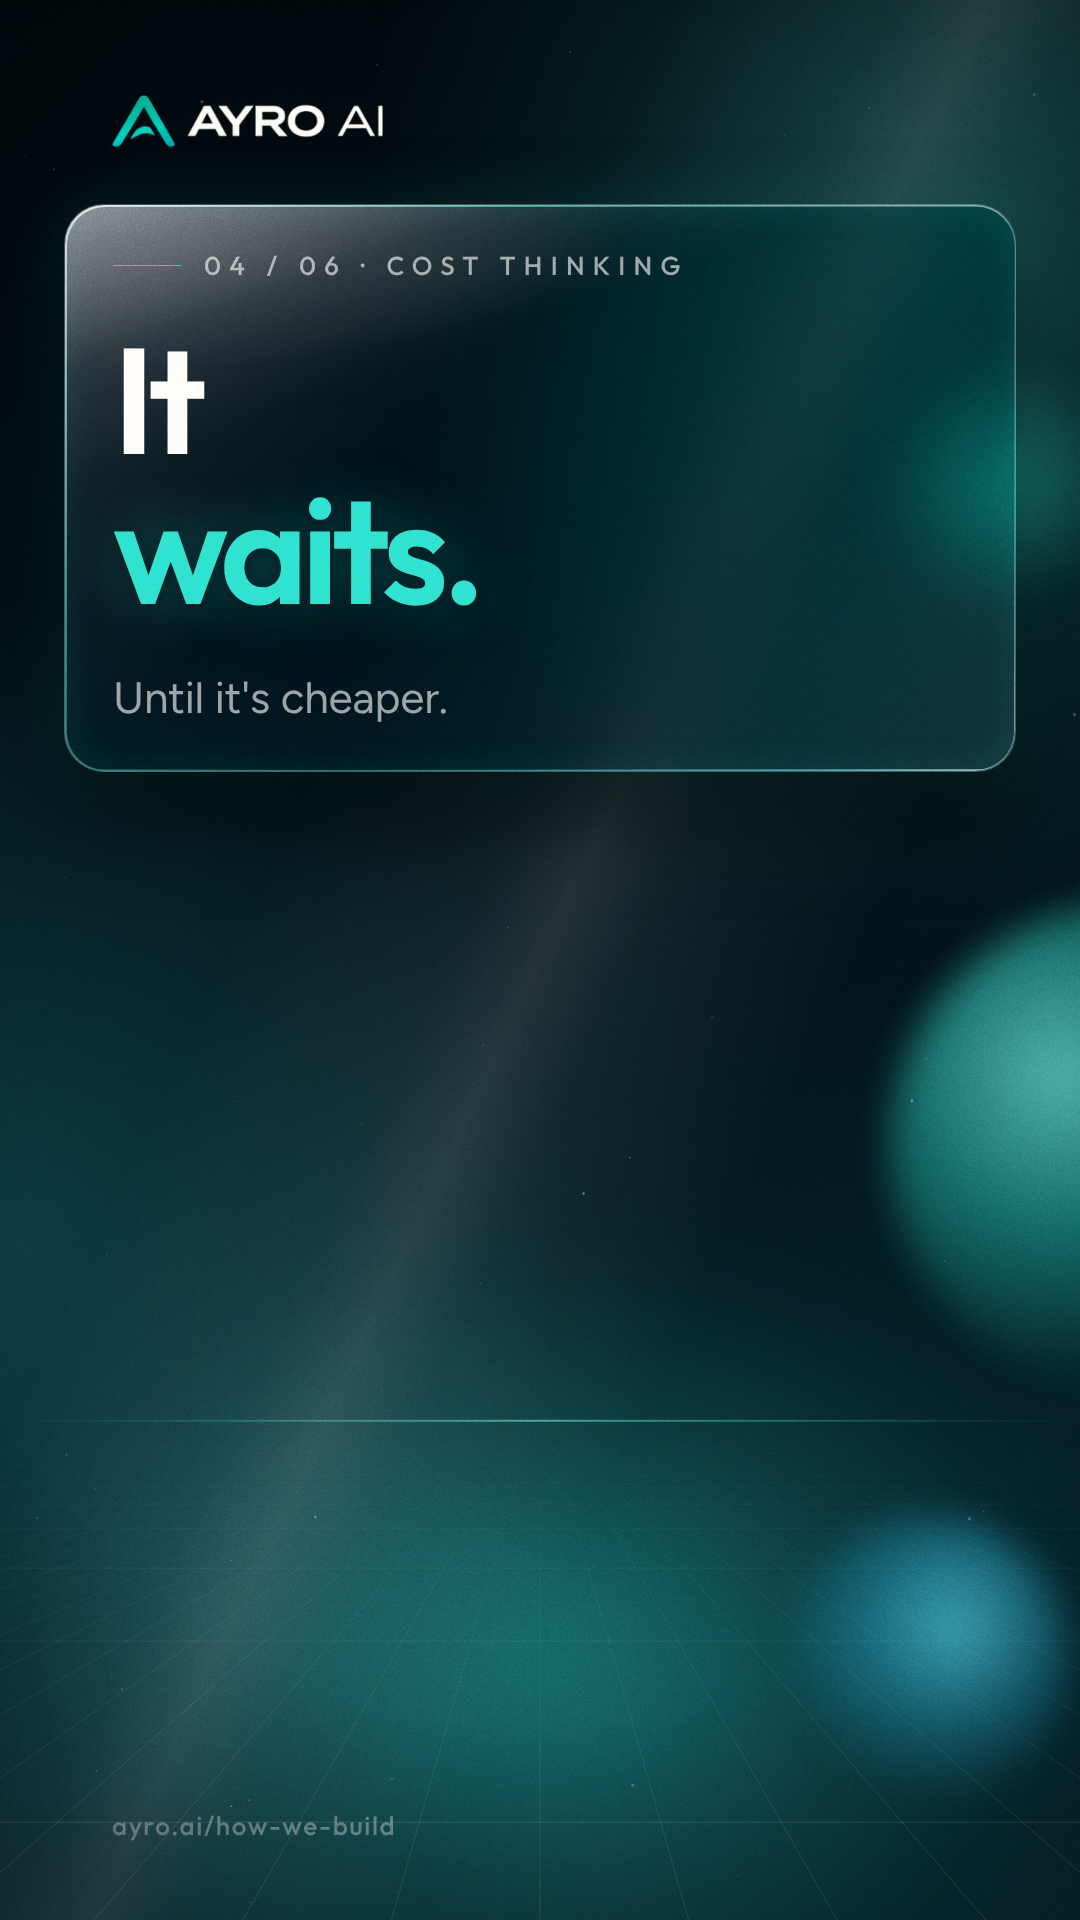 AYRO AI
04 / 06 · COST THINKING
It
waits.
Until it's cheaper.
ayro.ai/how-we-build